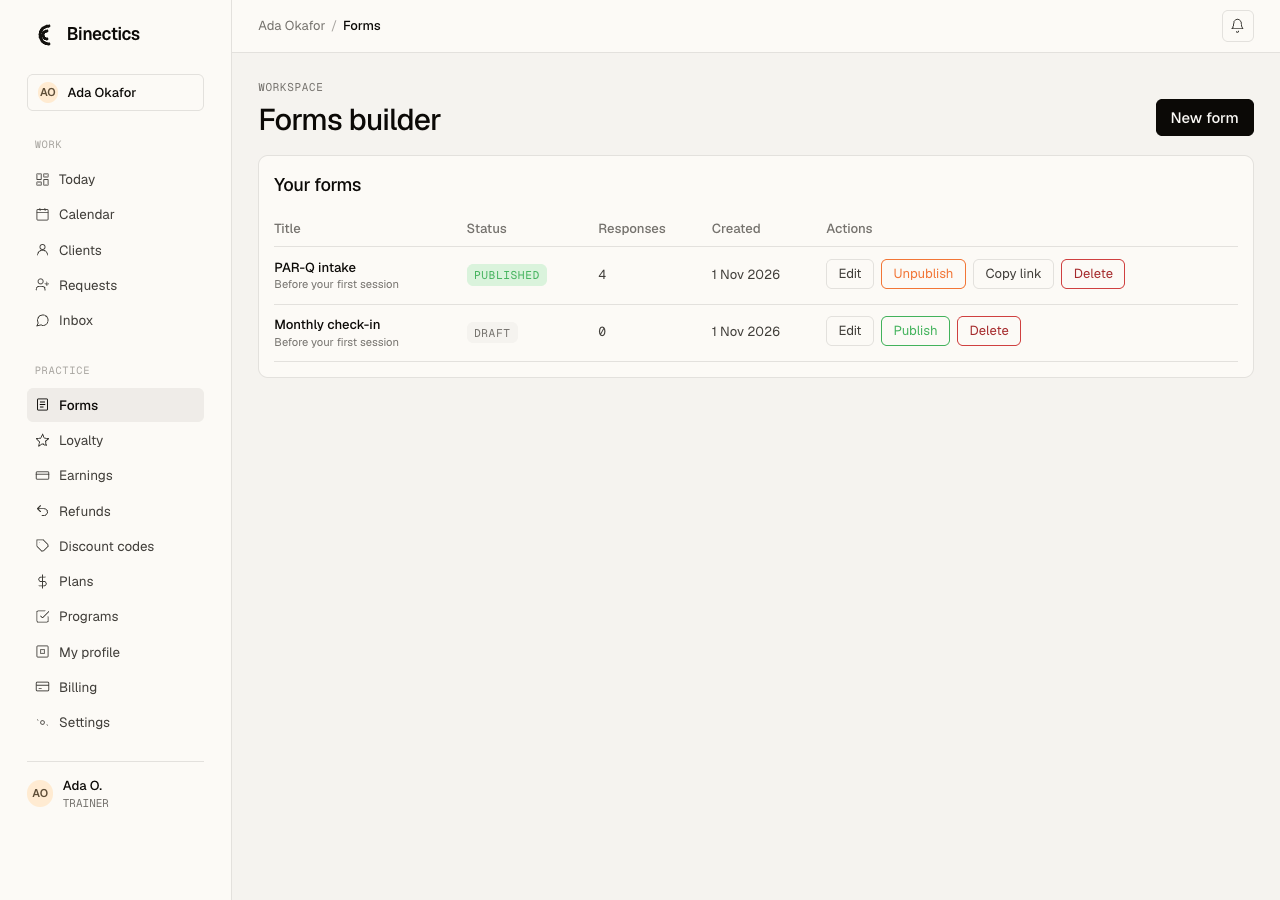 Binectics
AO Ada Okafor
WORK
Today
Calendar
Clients
Requests
Inbox
PRACTICE
Forms
Loyalty
Earnings
Refunds
Discount codes
Plans
Programs
My profile
Billing
Settings
AO Ada O.
TRAINER
Ada Okafor / Forms
WORKSPACE
Forms builder
New form
Your forms
Title Status Responses Created Actions
PAR-Q intake PUBLISHED 4 1 Nov 2026 Edit Unpublish Copy link Delete
Before your first session
Monthly check-in DRAFT 0 1 Nov 2026 Edit Publish Delete
Before your first session